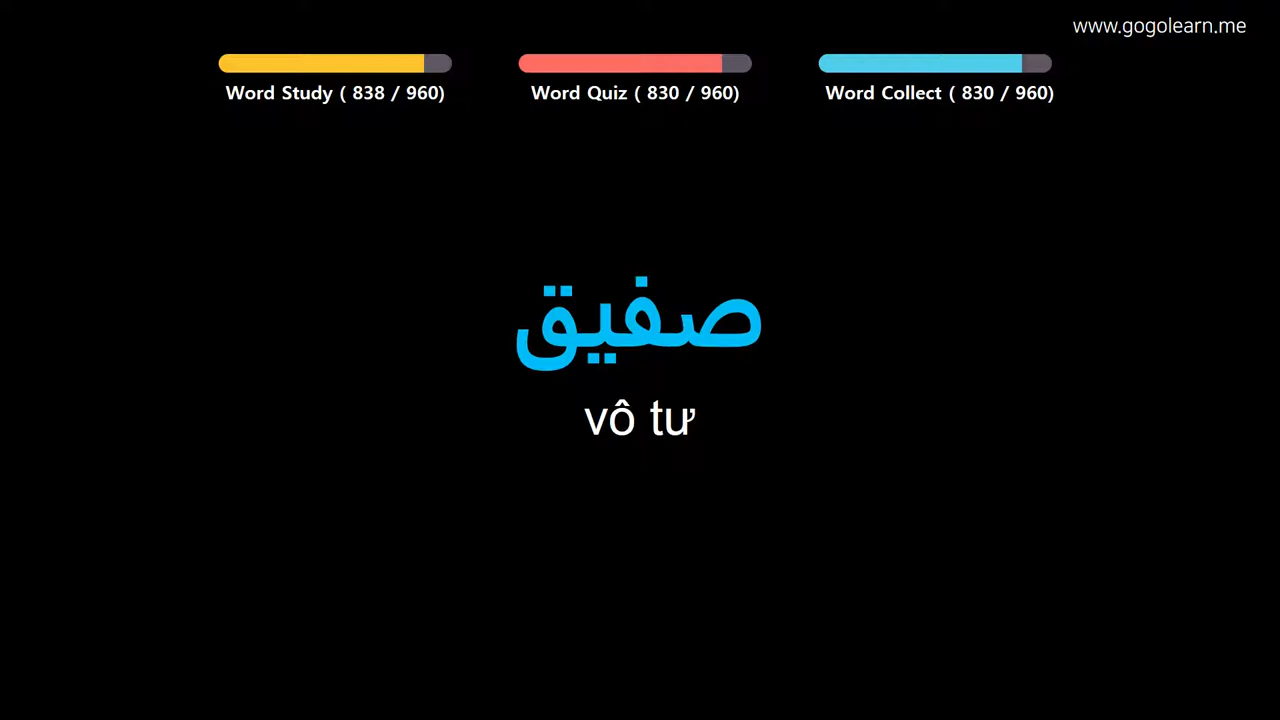 www.gogolearn.me
Word Study ( 838 / 960)
Word Quiz ( 830 / 960)
Word Collect ( 830 / 960)
صفيق
vô tư